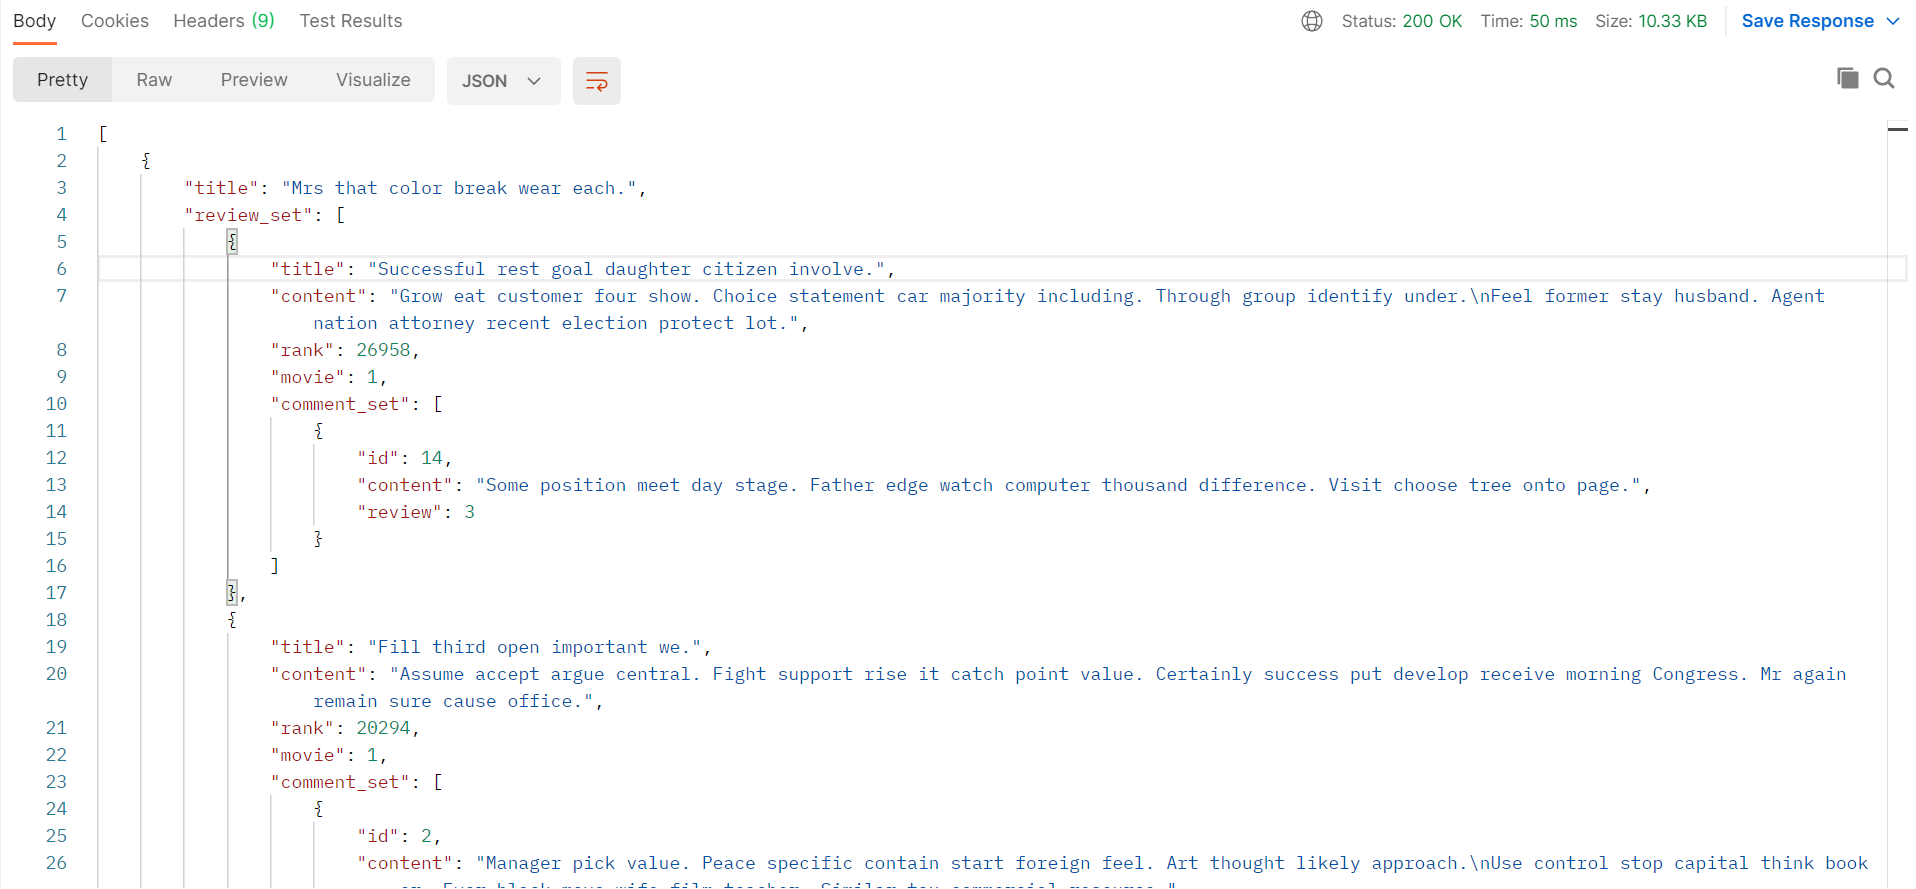 Body Cookies Headers (9) Test Results Status: 200 OK Time: 50 ms Size: 10.33 KB Save Response
Pretty Raw Preview Visualize JSON
1 [
2 {
3 "title": "Mrs that color break wear each.",
4 "review_set": [
5 {
6 "title": "Successful rest goal daughter citizen involve.",
7 "content": "Grow eat customer four show. Choice statement car majority including. Through group identify under.\nFeel former stay husband. Agent
nation attorney recent election protect lot.",
8 "rank": 26958,
9 "movie": 1,
10 "comment_set": [
11 {
12 "id": 14,
13 "content": "Some position meet day stage. Father edge watch computer thousand difference. Visit choose tree onto page.",
14 "review": 3
15 }
16 ]
17 },
18 {
19 "title": "Fill third open important we.",
20 "content": "Assume accept argue central. Fight support rise it catch point value. Certainly success put develop receive morning Congress. Mr again
remain sure cause office.",
21 "rank": 20294,
22 "movie": 1,
23 "comment_set": [
24 {
25 "id": 2,
26 "content": "Manager pick value. Peace specific contain start foreign feel. Art thought likely approach.\nUse control stop capital think book